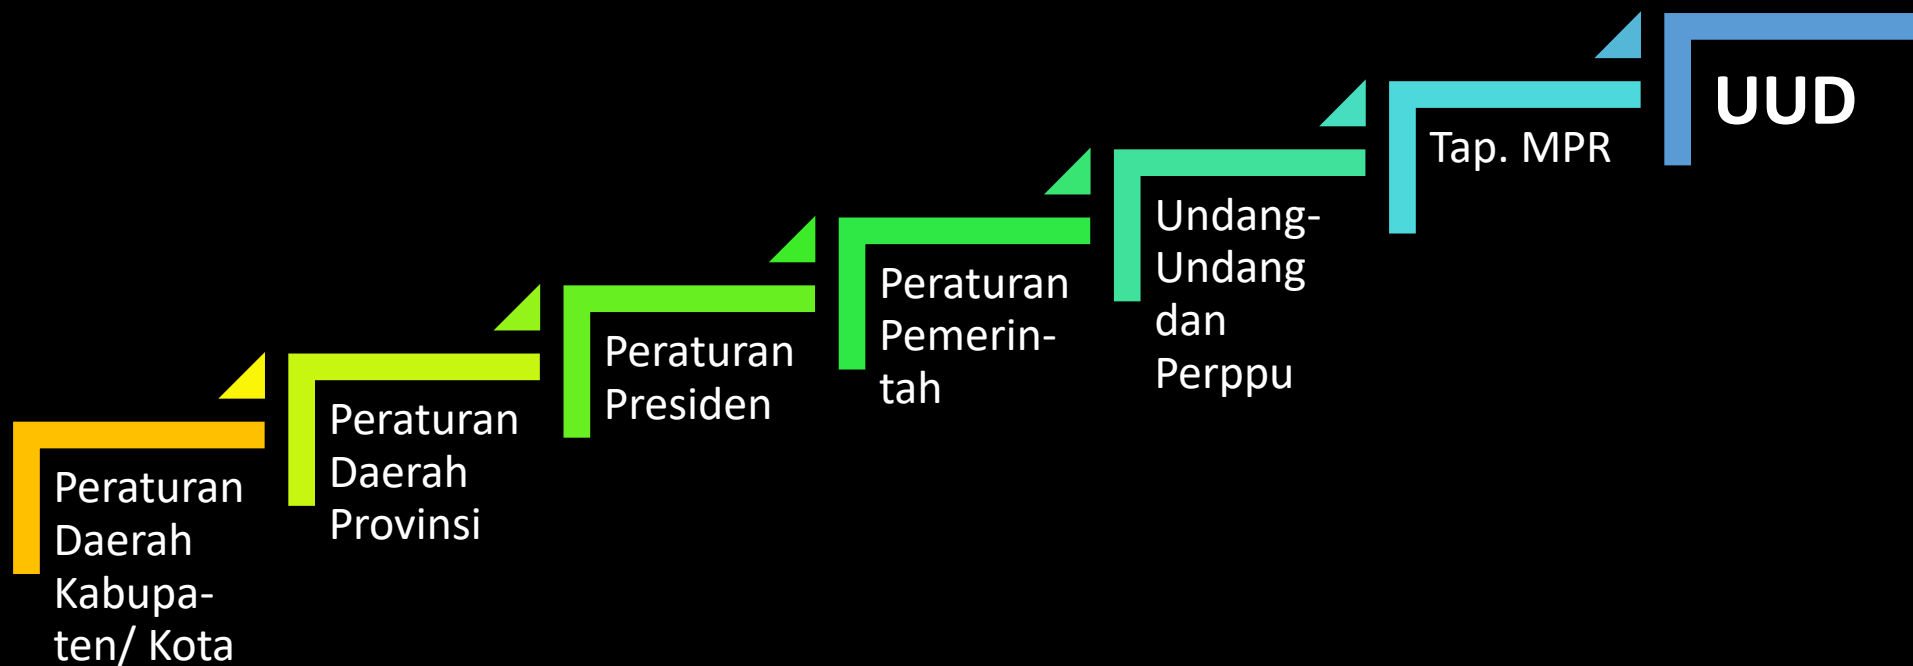 UUD
Tap. MPR
Undang-
Undang
dan
Perppu
Peraturan
Pemerin-
tah
Peraturan
Presiden
Peraturan
Daerah
Provinsi
Peraturan
Daerah
Kabupa-
ten/ Kota